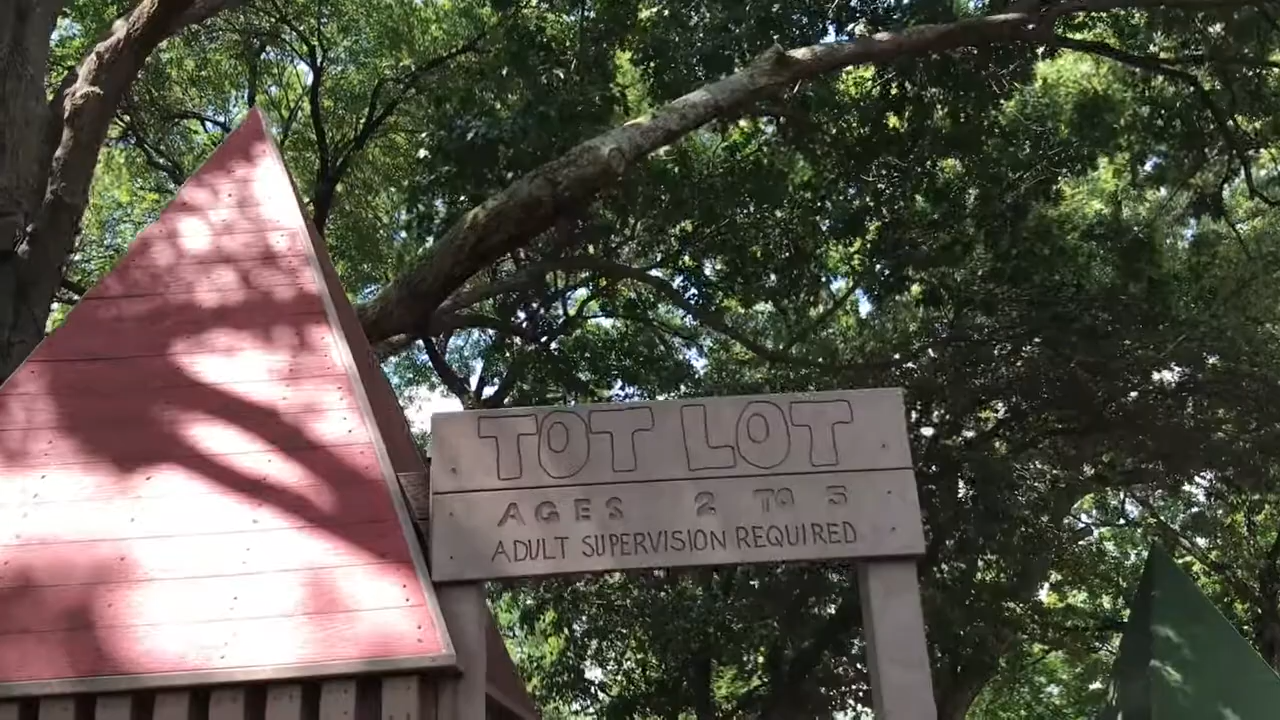 TOT LOT
AGES 2 TO 5
ADULT SUPERVISION REQUIRED